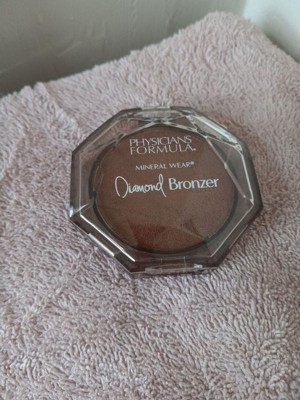 PHYSICIANS
FORMULA®
MINERAL WEAR®
Diamond Bronzer